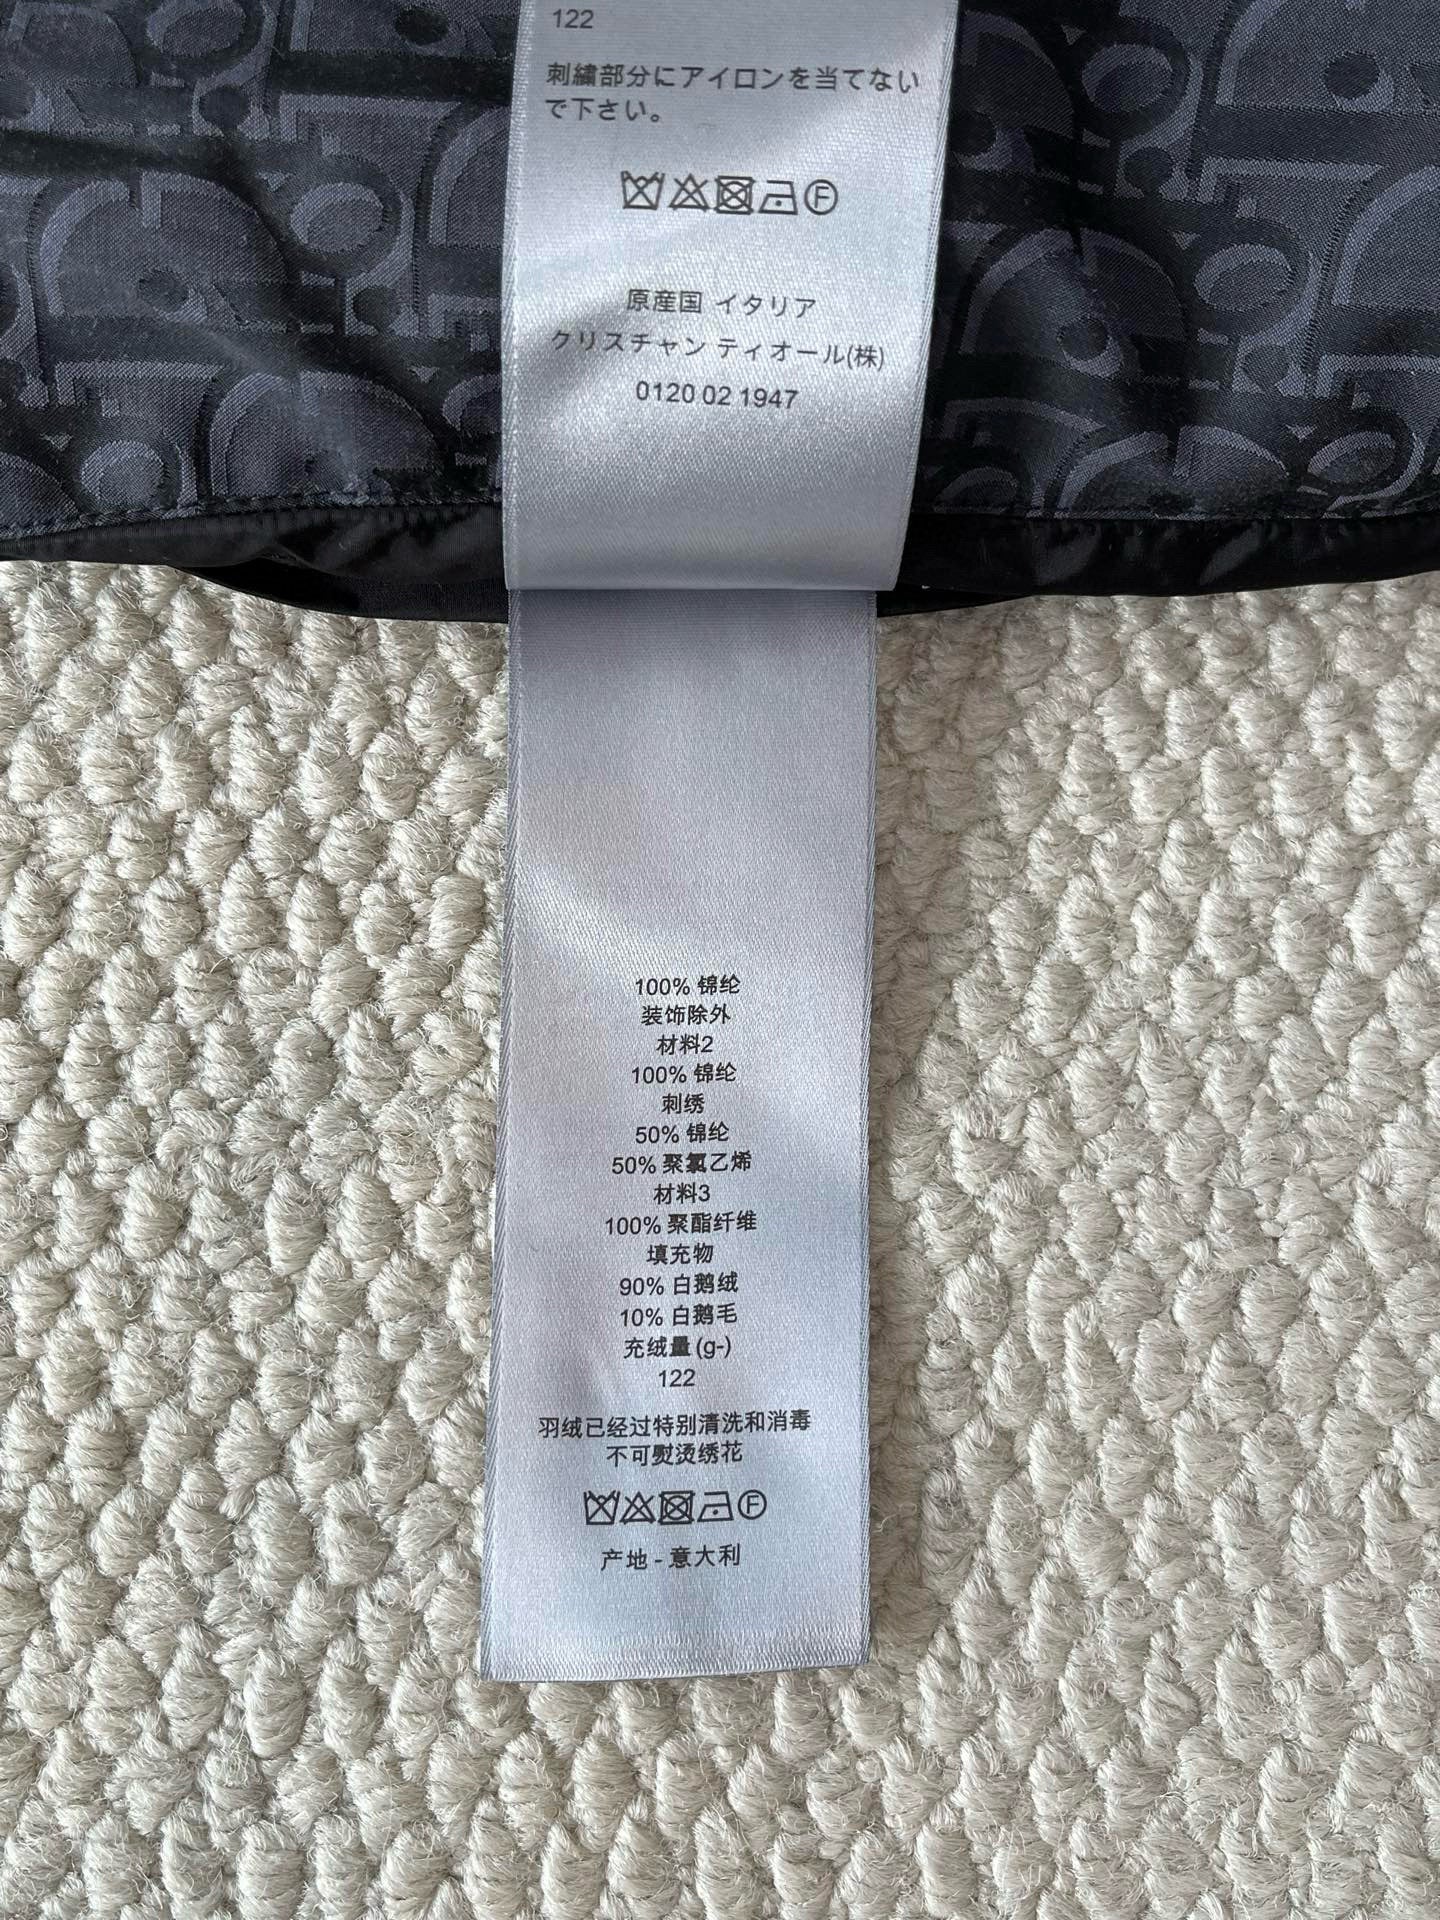 122
刺繍部分にアイロンを当てない
で下さい。
F
原産国 イタリア
クリスチャン ディオール(株)
0120 02 1947
100% 锦纶
装饰除外
材料2
100% 锦纶
刺绣
50% 锦纶
50% 聚氯乙烯
材料3
100% 聚酯纤维
填充物
90% 白鹅绒
10% 白鹅毛
充绒量 (g-)
122
羽绒已经过特别清洗和消毒
不可熨烫绣花
F
产地 - 意大利